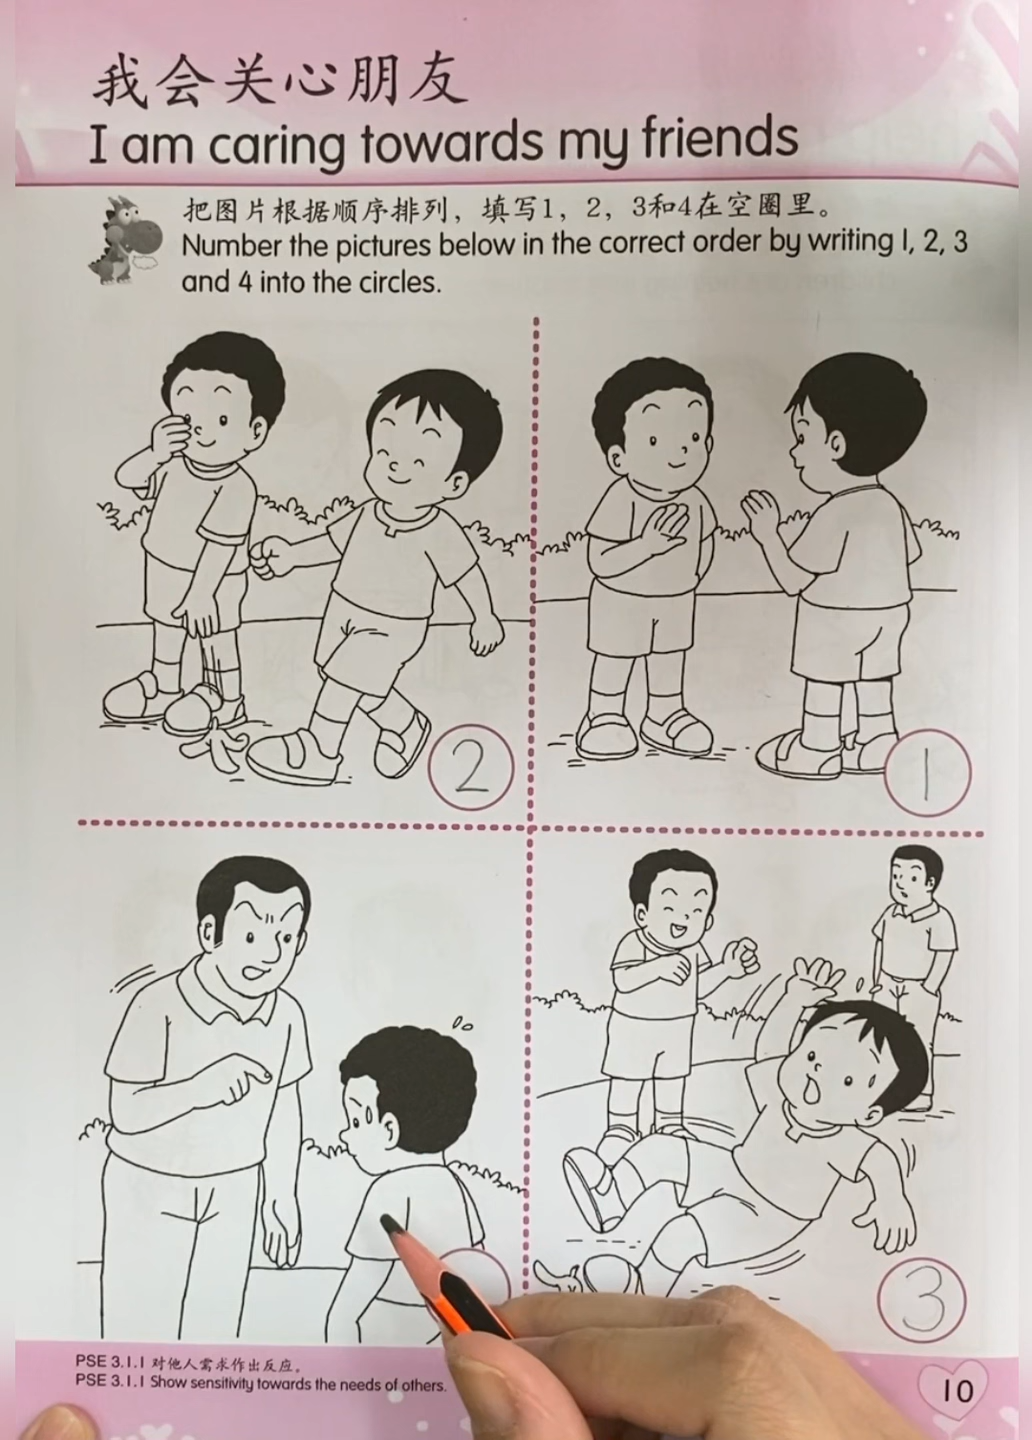 我会关心朋友
I am caring towards my friends
把图片根据顺序排列，填写1，2，3和4在空圈里。
Number the pictures below in the correct order by writing 1, 2, 3
and 4 into the circles.
2
1
3
PSE 3.1.1 对他人需求作出反应。
PSE 3.1.1 Show sensitivity towards the needs of others.
10